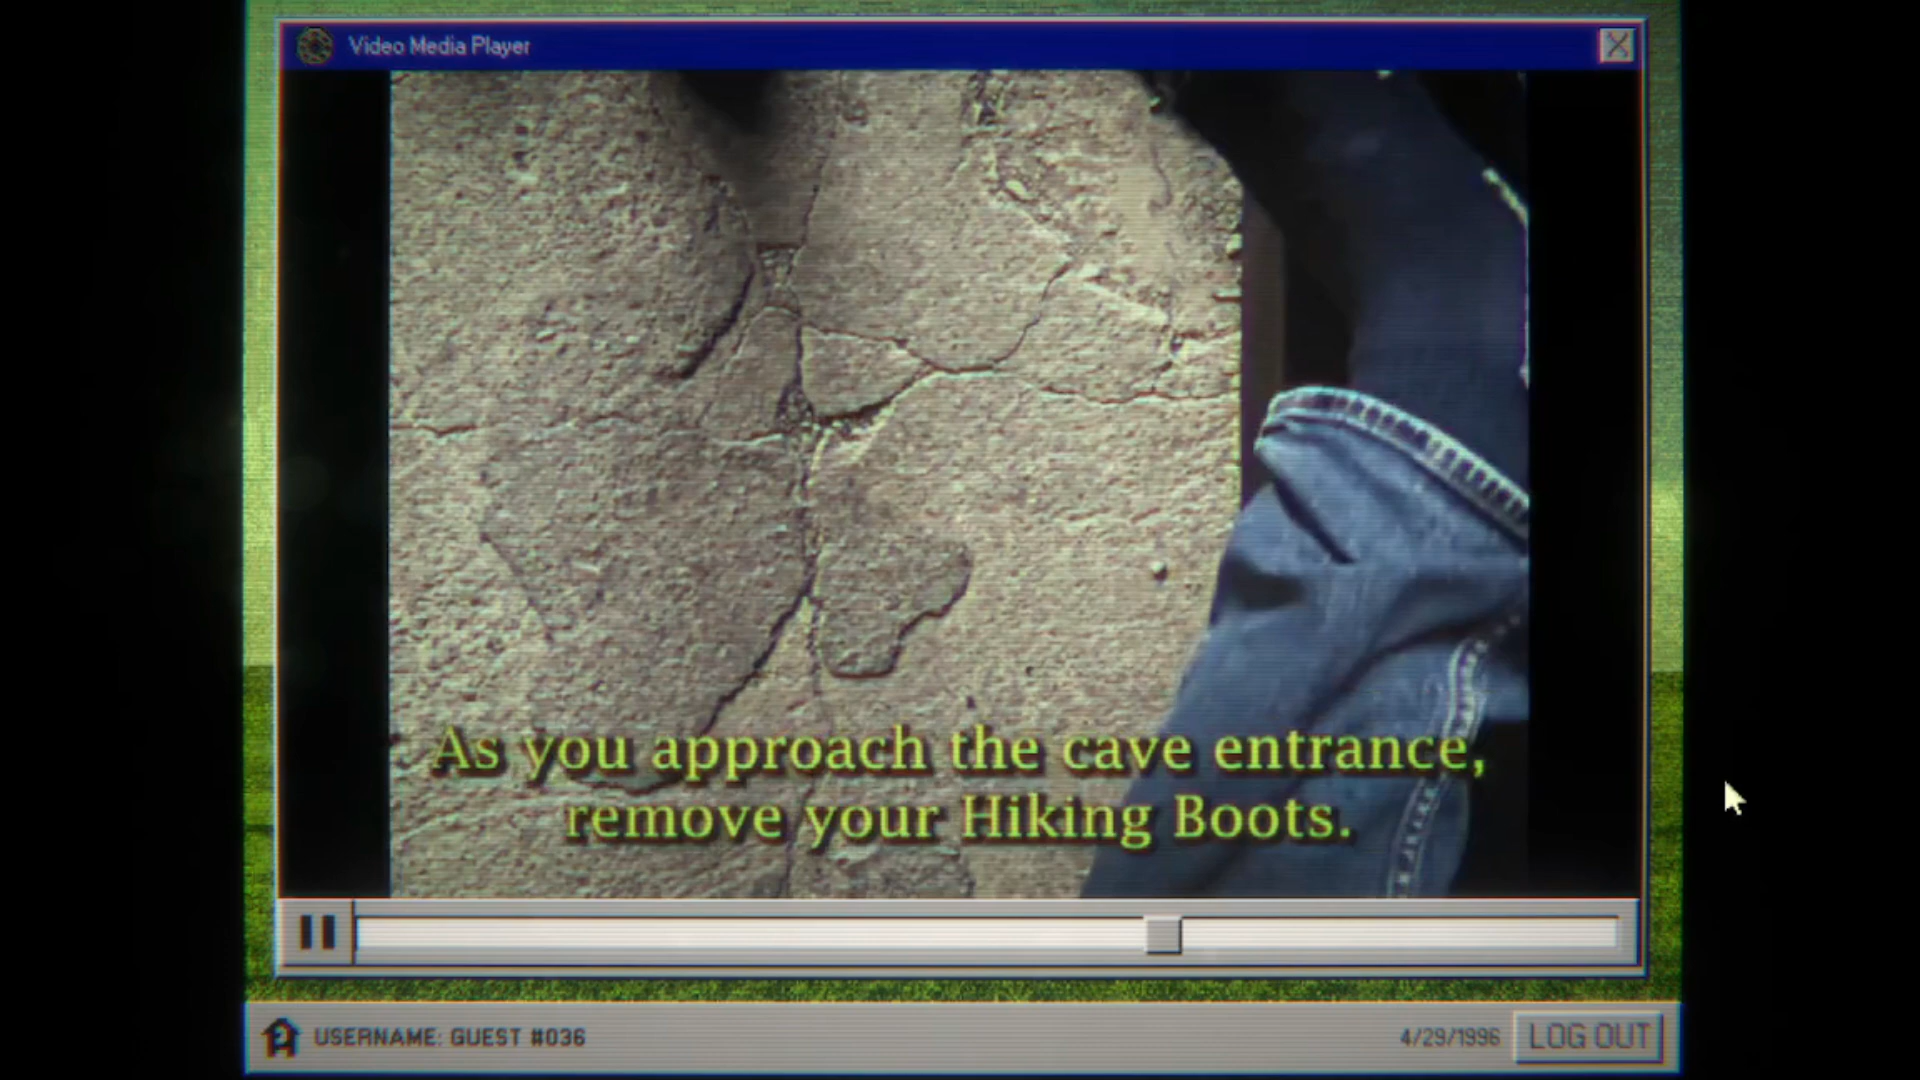 Video Media Player
As you approach the cave entrance,
remove your Hiking Boots.
USERNAME: GUEST #036
4/29/1996
LOG OUT